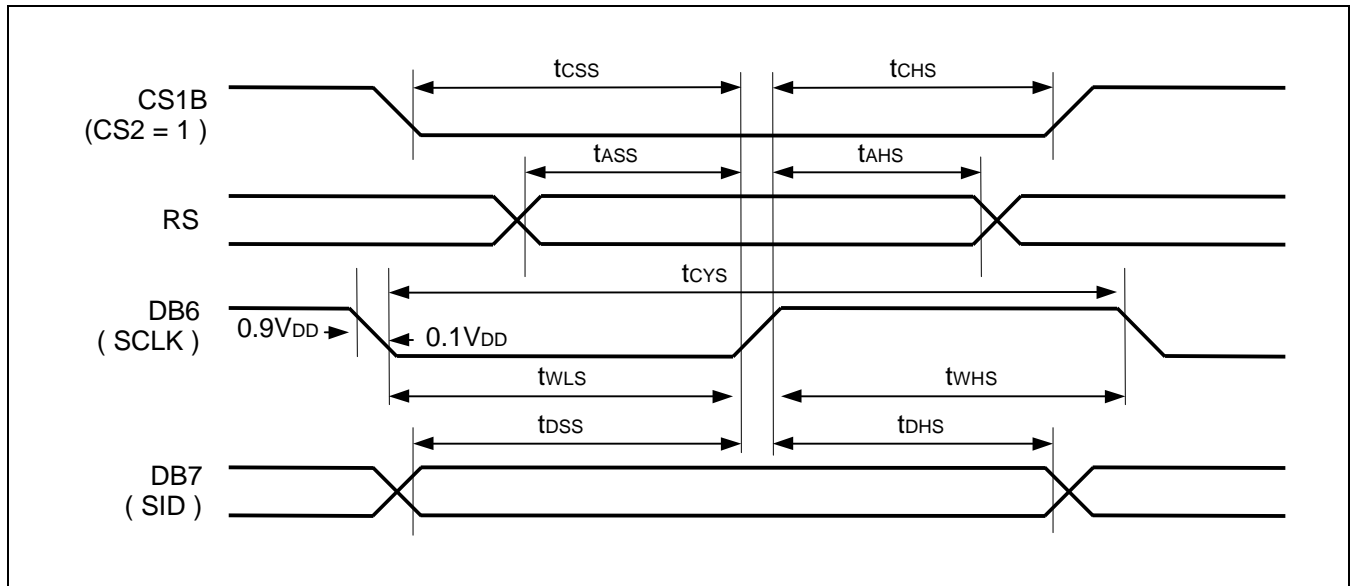 tCSS
tCHS
CS1B
(CS2 = 1 )
tASS
tAHS
RS
tCYS
DB6
( SCLK )
0.9VDD
0.1VDD
tWLS
tWHS
tDSS
tDHS
DB7
( SID )